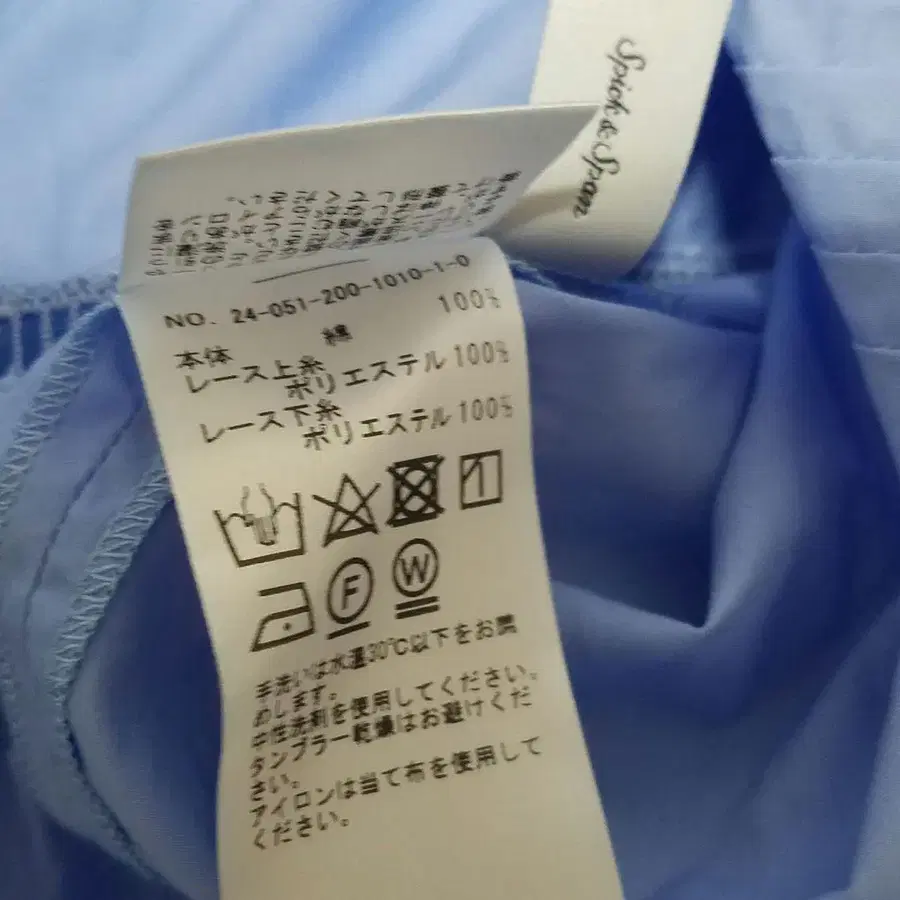 Spick & Span
NO. 24-051-200-1010-1-0
本体 綿 100%
レース上糸
ポリエステル 100%
レース下糸
ポリエステル 100%
F
W
手洗いは水温30℃以下をお薦
めします。
中性洗剤を使用してください。
タンブラー乾燥はお避けくだ
さい。
アイロンは当て布を使用して
ください。